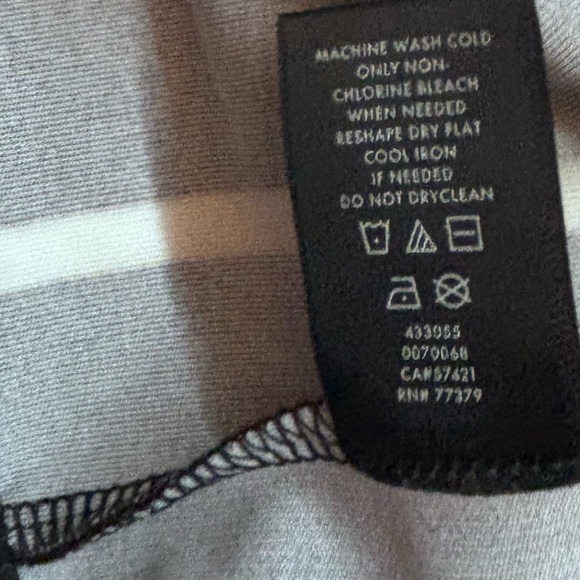 MACHINE WASH COLD
ONLY NON-
CHLORINE BLEACH
WHEN NEEDED
RESHAPE DRY FLAT
COOL IRON
IF NEEDED
DO NOT DRYCLEAN
433055
0070068
CA#57421
RN# 77379